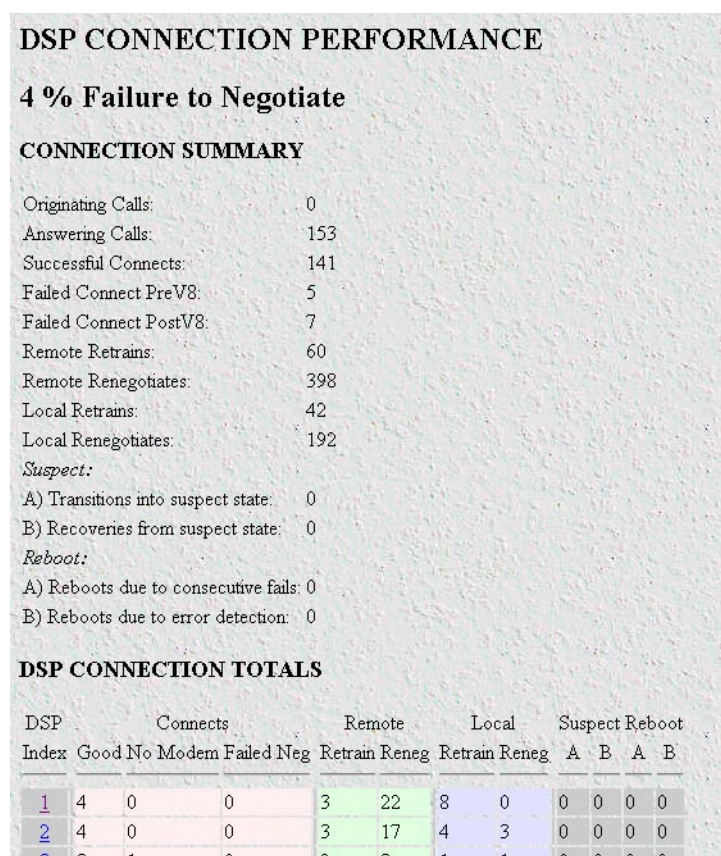 DSP CONNECTION PERFORMANCE
4 % Failure to Negotiate
CONNECTION SUMMARY
Originating Calls: 0
Answering Calls: 153
Successful Connects: 141
Failed Connect PreV8: 5
Failed Connect PostV8: 7
Remote Retrains: 60
Remote Renegotiates: 398
Local Retrains: 42
Local Renegotiates: 192
Suspect:
A) Transitions into suspect state: 0
B) Recoveries from suspect state: 0
Reboot:
A) Reboots due to consecutive fails: 0
B) Reboots due to error detection: 0
DSP CONNECTION TOTALS
DSP Connects Remote Local Suspect Reboot
Index Good No Modem Failed Neg Retrain Reneg Retrain Reneg A B A B
1 4 0 0 3 22 8 0 0 0 0 0
2 4 0 0 3 17 4 3 0 0 0 0